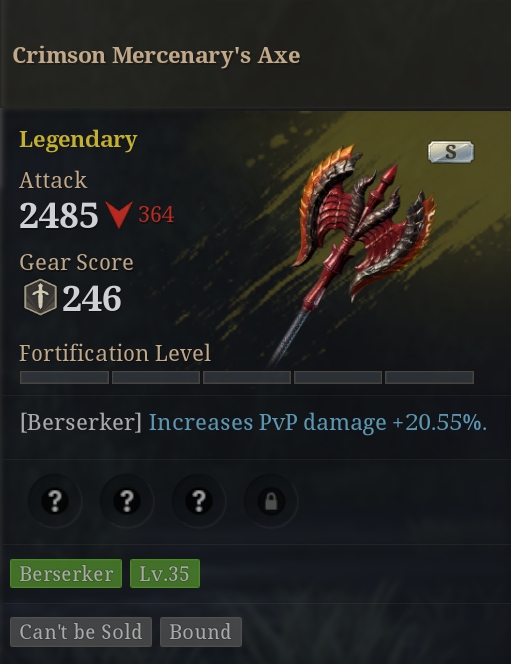 Crimson Mercenary's Axe
Legendary
S
Attack
2485 364
Gear Score
246
Fortification Level
[Berserker] Increases PvP damage +20.55%.
? ? ?
Berserker Lv.35
Can't be Sold Bound